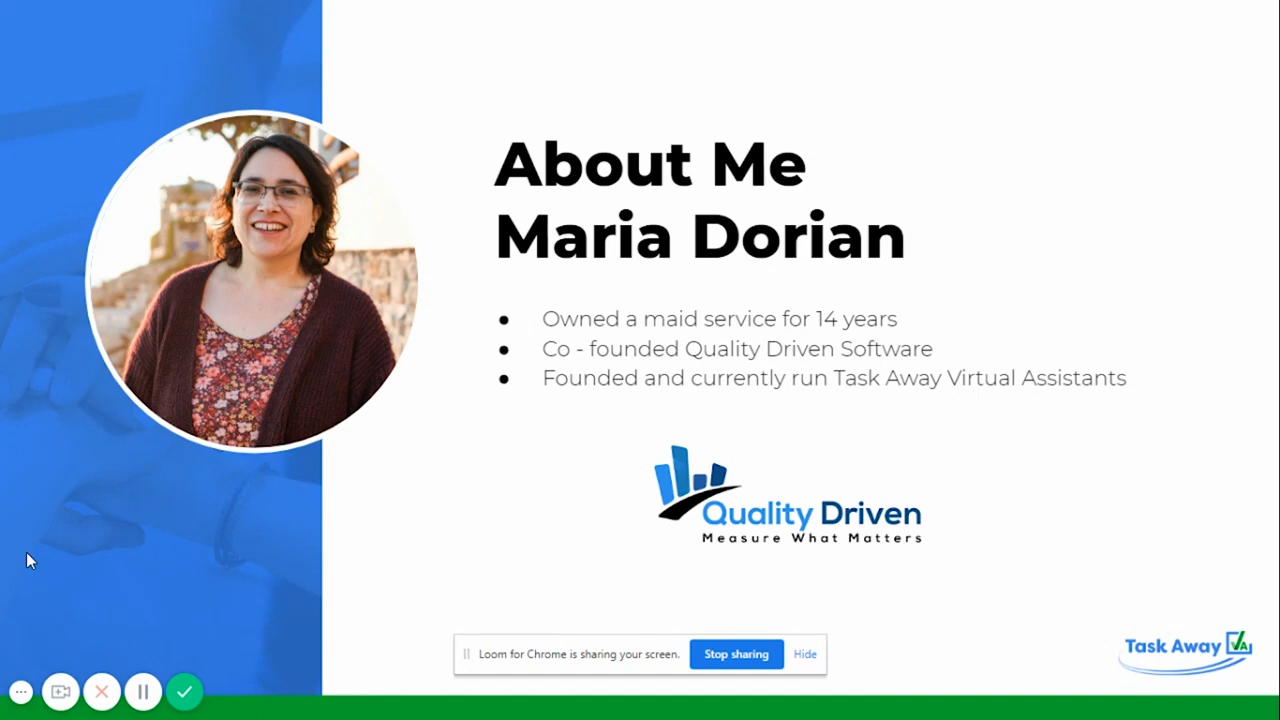 About Me
Maria Dorian
● Owned a maid service for 14 years
● Co - founded Quality Driven Software
● Founded and currently run Task Away Virtual Assistants
Quality Driven
Measure What Matters
Loom for Chrome is sharing your screen. Stop sharing Hide
Task Away VA